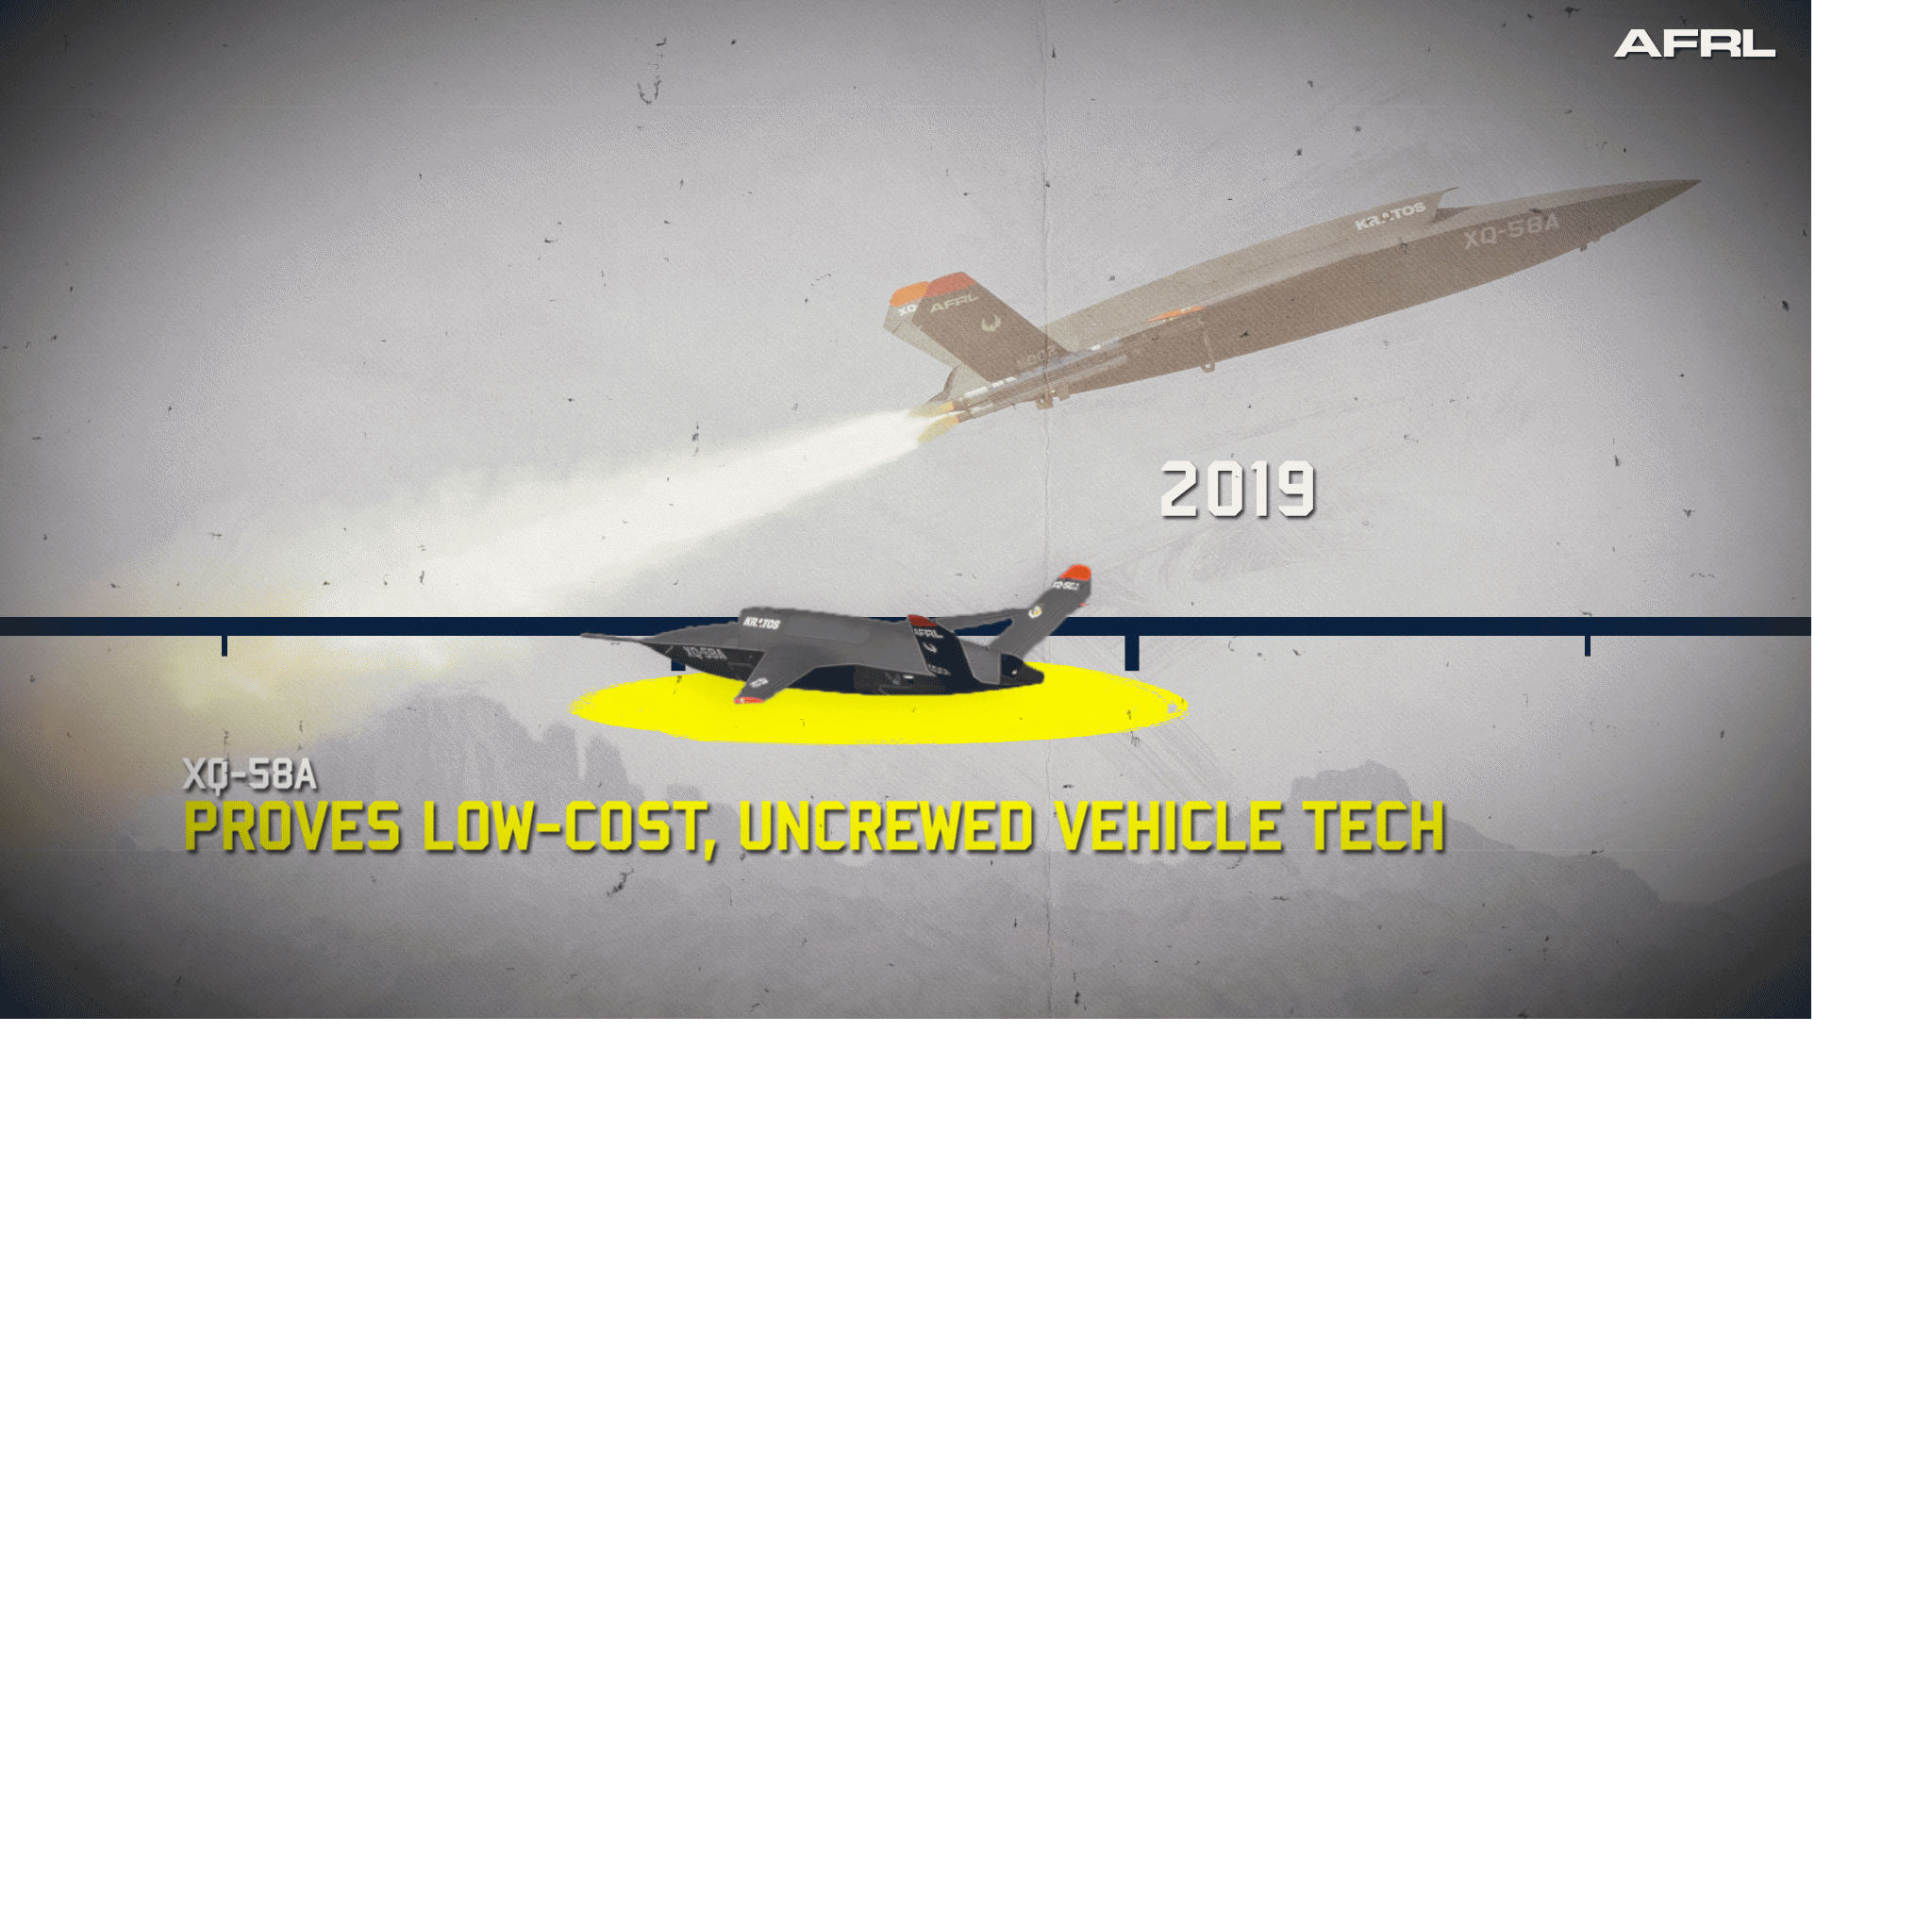 AFRL
KRATOS
XQ-58A
AFRL
2019
KRATOS
AFRL
XQ-58A
XQ-58A
PROVES LOW-COST, UNCREWED VEHICLE TECH